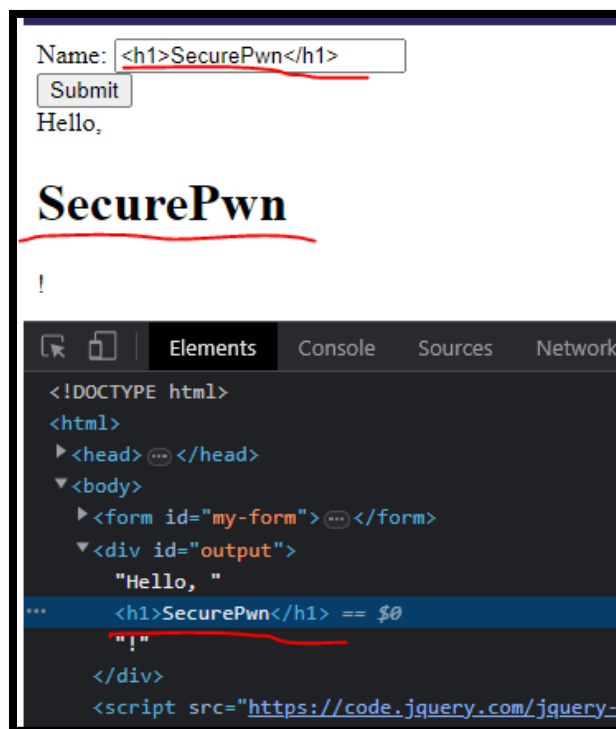 Name: <h1>SecurePwn</h1>
Submit
Hello,
SecurePwn
!
Elements Console Sources Network
<!DOCTYPE html>
<html>
<head> ⋯ </head>
<body>
<form id="my-form"> ⋯ </form>
<div id="output">
"Hello, "
⋯ <h1>SecurePwn</h1> == $0
"!"
</div>
<script src="https://code.jquery.com/jquery-